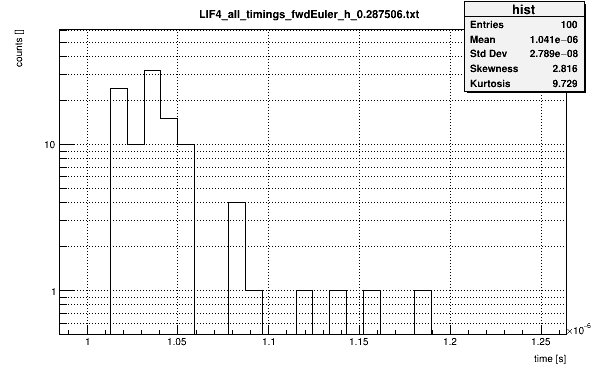 LIF4_all_timings_fwdEuler_h_0.287506.txt
hist
Entries 100
Mean 1.041e−06
Std Dev 2.789e−08
Skewness 2.816
Kurtosis 9.729
counts []
10
1
1 1.05 1.1 1.15 1.2 1.25
×10⁻⁶
time [s]